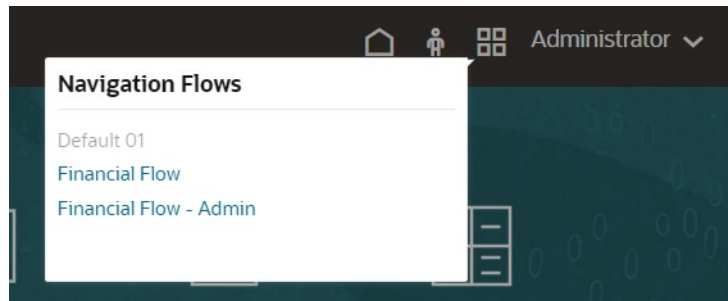 Administrator
Navigation Flows
Default 01
Financial Flow
Financial Flow - Admin